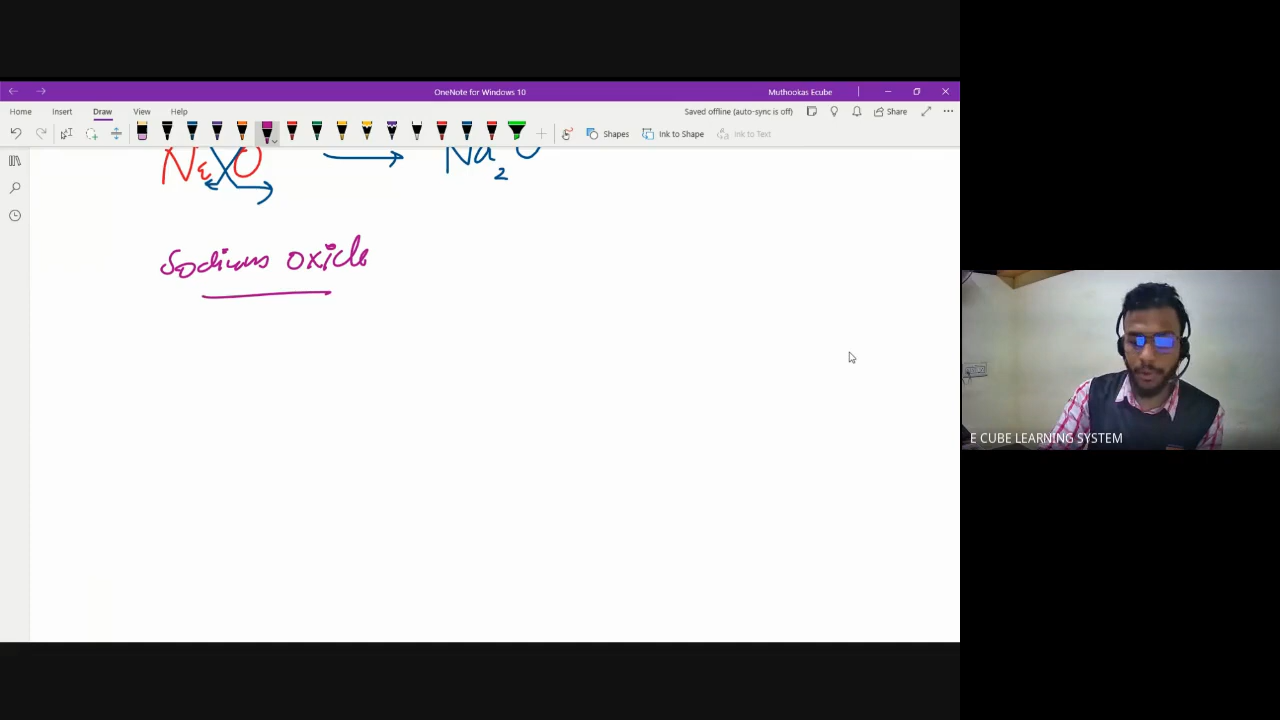 OneNote for Windows 10
Muthookas Ecube
Home Insert Draw View Help
Saved offline (auto-sync is off) Share
Shapes Ink to Shape Ink to Text
Na O Na2O
Sodium oxide
E CUBE LEARNING SYSTEM